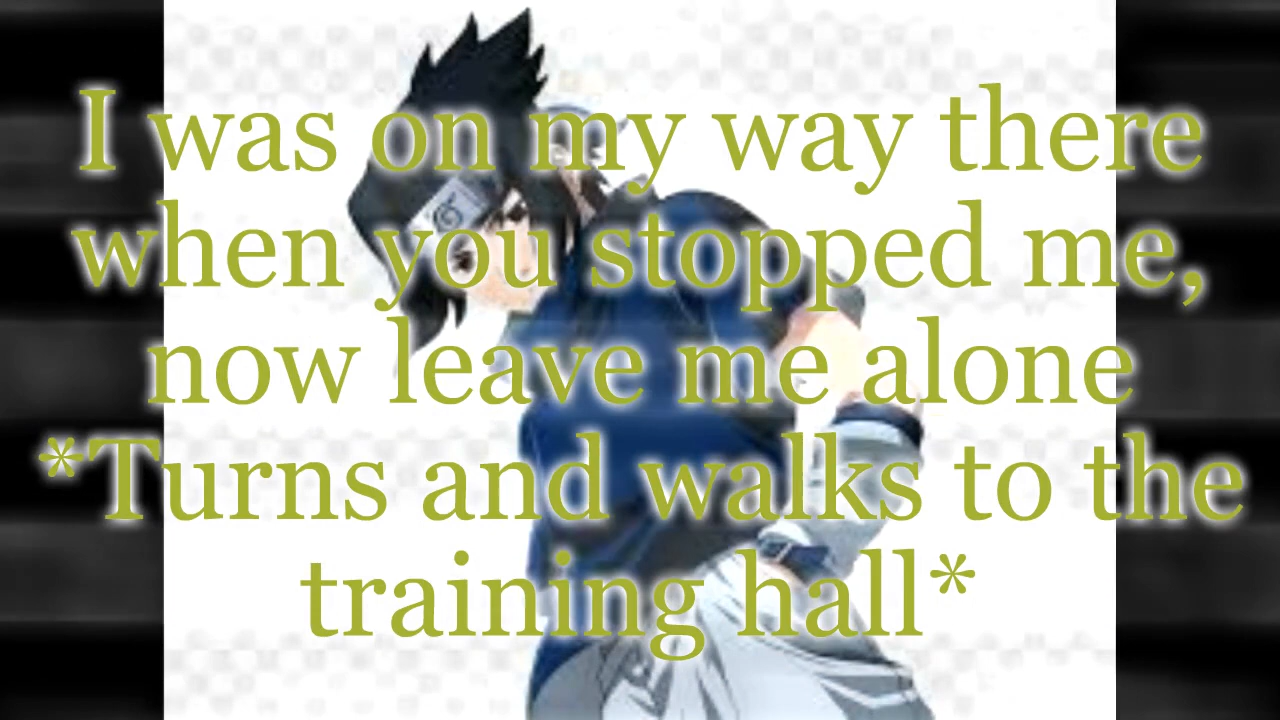 I was on my way there
when you stopped me,
now leave me alone
*Turns and walks to the
training hall*